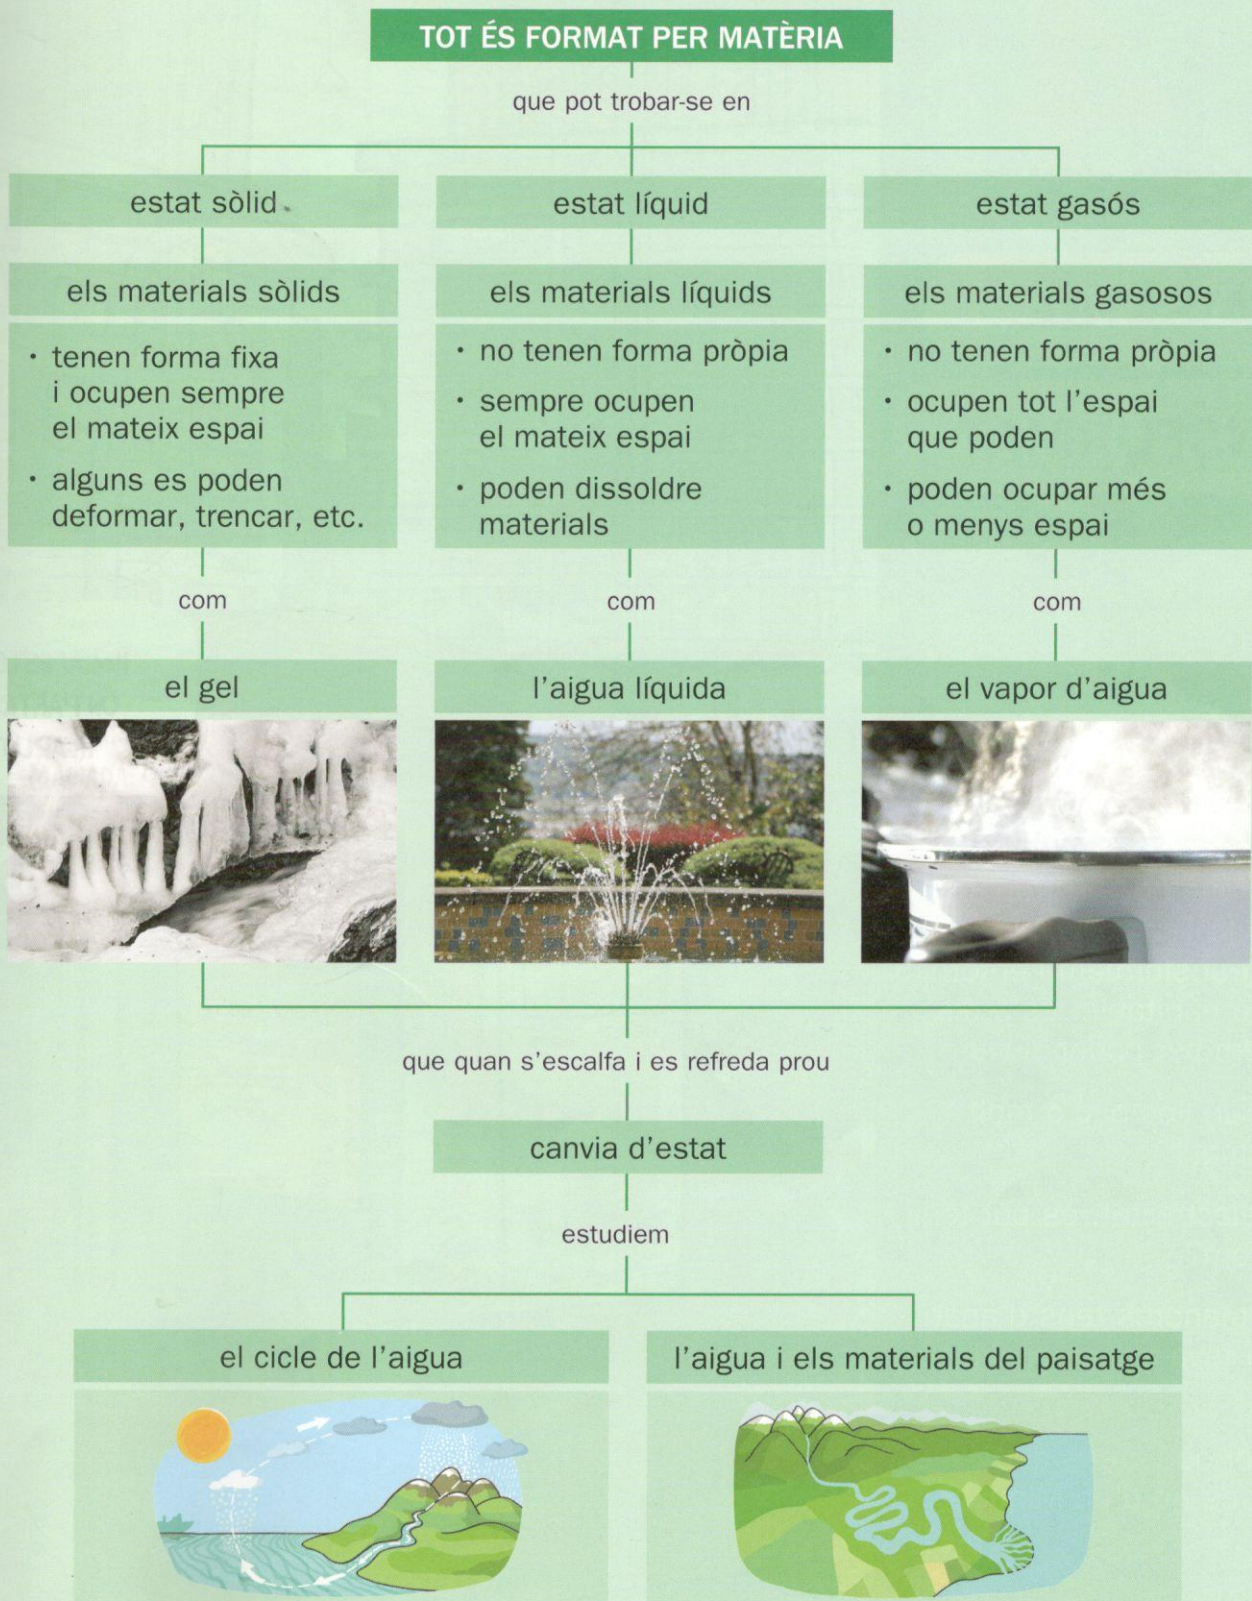 TOT ÉS FORMAT PER MATÈRIA
que pot trobar-se en
estat sòlid
estat líquid
estat gasós
els materials sòlids
els materials líquids
els materials gasosos
· tenen forma fixa
i ocupen sempre
el mateix espai
· alguns es poden
deformar, trencar, etc.
· no tenen forma pròpia
· sempre ocupen
el mateix espai
· poden dissoldre
materials
· no tenen forma pròpia
· ocupen tot l'espai
que poden
· poden ocupar més
o menys espai
com
com
com
el gel
l'aigua líquida
el vapor d'aigua
que quan s'escalfa i es refreda prou
canvia d'estat
estudiem
el cicle de l'aigua
l'aigua i els materials del paisatge